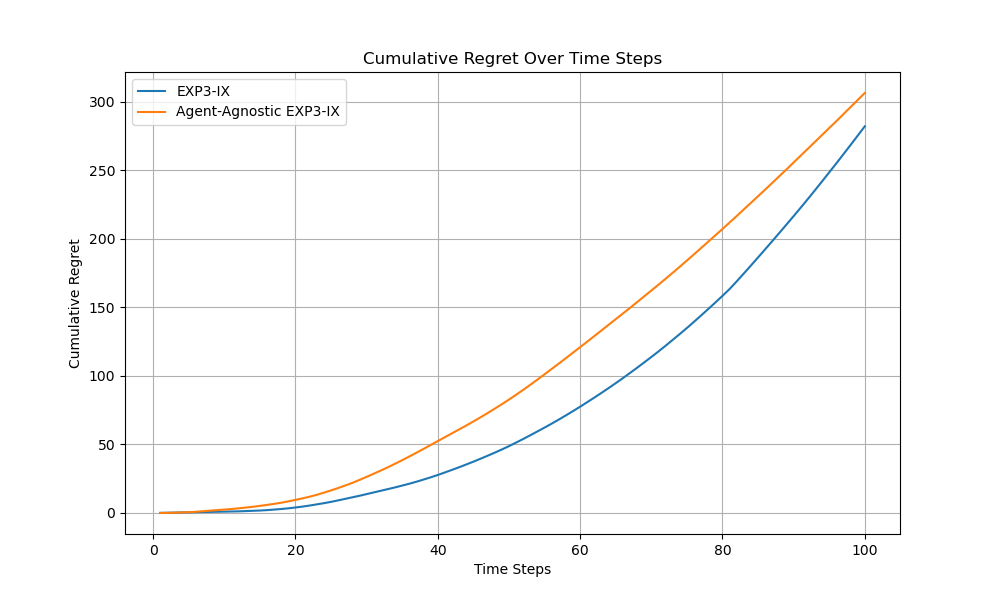 Cumulative Regret Over Time Steps
EXP3-IX
Agent-Agnostic EXP3-IX
Cumulative Regret
300
250
200
150
100
50
0
0 20 40 60 80 100
Time Steps